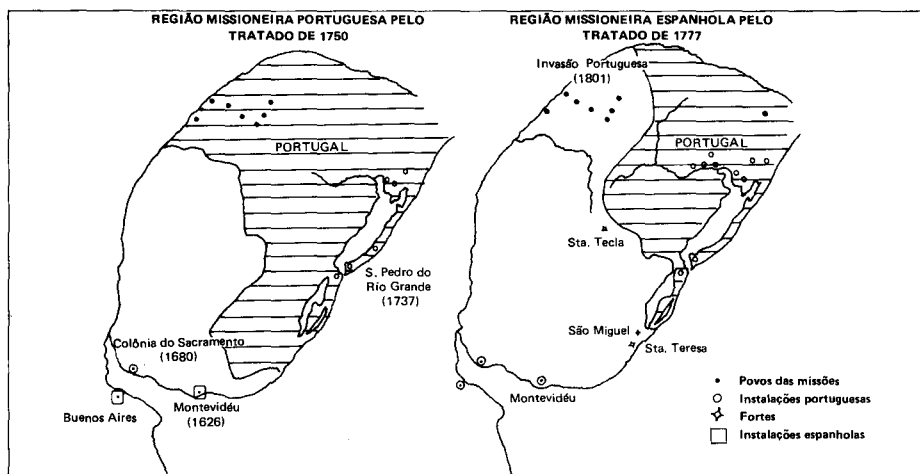 REGIÃO MISSIONEIRA PORTUGUESA PELO
TRATADO DE 1750
PORTUGAL
S. Pedro do
Río Grande
(1737)
Colônia do Sacramento
(1680)
Buenos Aires
Montevidéu
(1626)
REGIÃO MISSIONEIRA ESPANHOLA PELO
TRATADO DE 1777
Invasão Portuguesa
(1801)
PORTUGAL
Sta. Tecla
São Miguel
Sta. Teresa
Montevidéu
Povos das missões
Instalações portuguesas
Fortes
Instalações espanholas